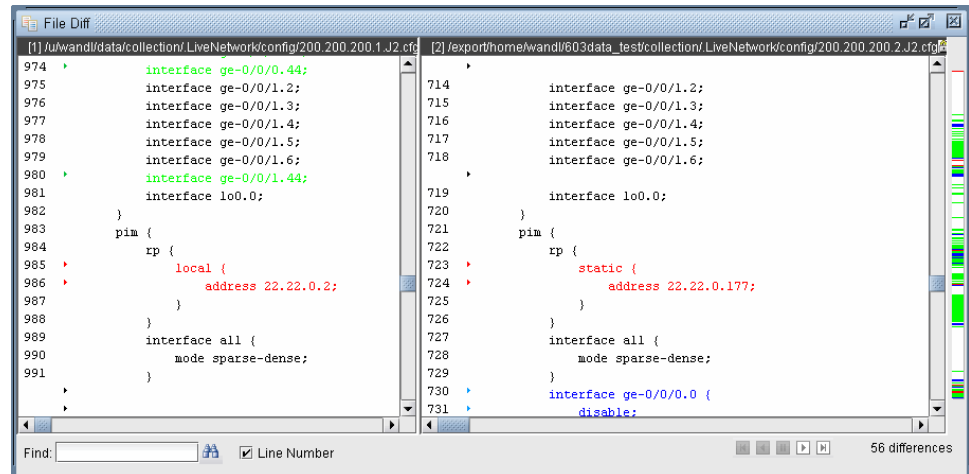 File Diff
[1] /u/wandl/data/collection/.LiveNetwork/config/200.200.200.1.J2.cfg
974 interface ge-0/0/0.44;
975 interface ge-0/0/1.2;
976 interface ge-0/0/1.3;
977 interface ge-0/0/1.4;
978 interface ge-0/0/1.5;
979 interface ge-0/0/1.6;
980 interface ge-0/0/1.44;
981 interface lo0.0;
982 }
983 pim {
984 rp {
985 local {
986 address 22.22.0.2;
987 }
988 }
989 interface all {
990 mode sparse-dense;
991 }
[2] /export/home/wandl/603data_test/collection/.LiveNetwork/config/200.200.200.2.J2.cfg
714 interface ge-0/0/1.2;
715 interface ge-0/0/1.3;
716 interface ge-0/0/1.4;
717 interface ge-0/0/1.5;
718 interface ge-0/0/1.6;
719 interface lo0.0;
720 }
721 pim {
722 rp {
723 static {
724 address 22.22.0.177;
725 }
726 }
727 interface all {
728 mode sparse-dense;
729 }
730 interface ge-0/0/0.0 {
731 disable;
Find:
Line Number
56 differences